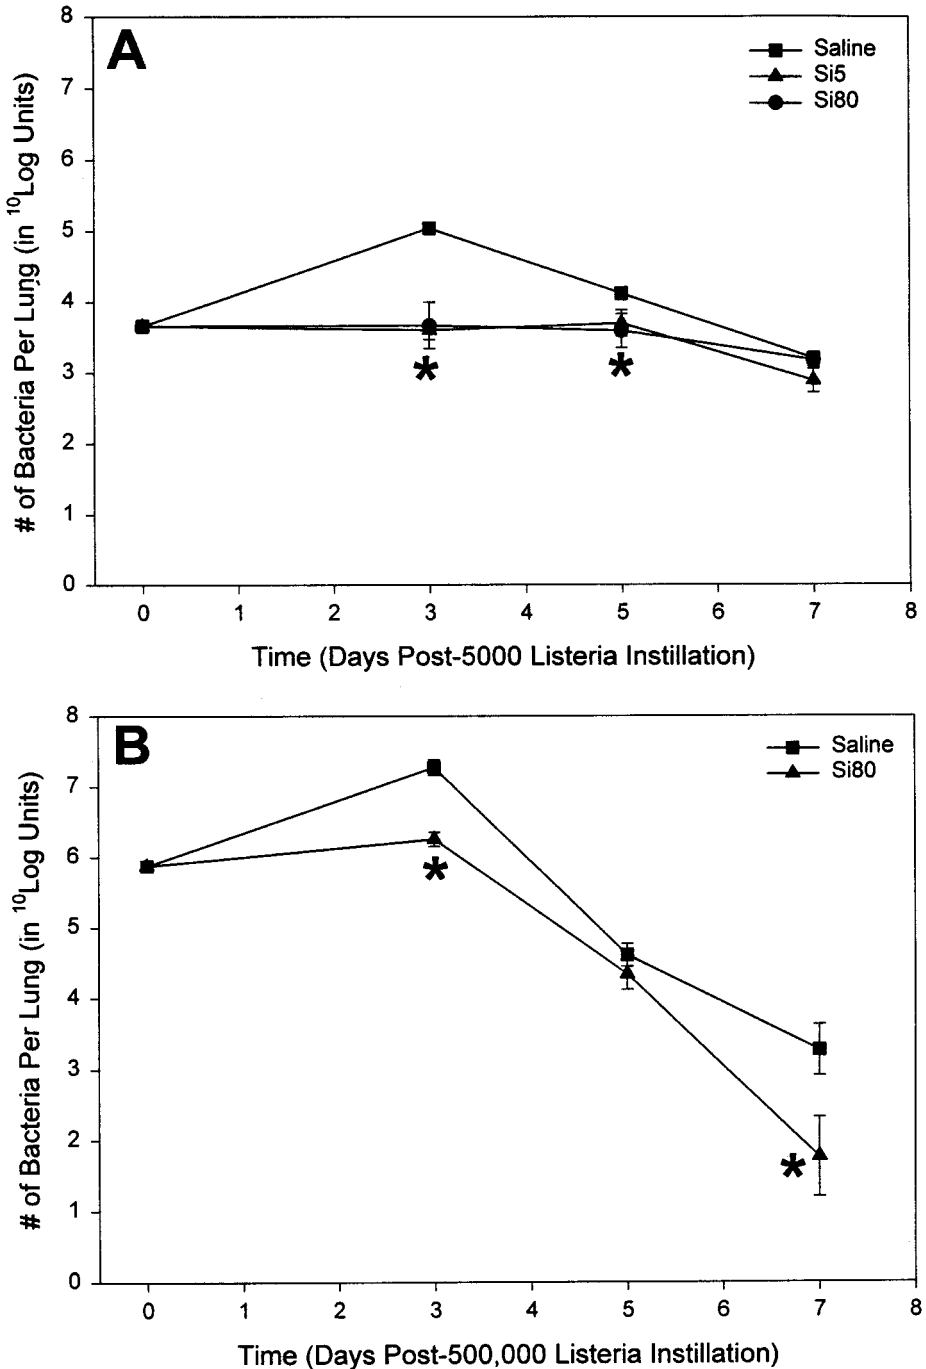 A
Saline
Si5
Si80
# of Bacteria Per Lung (in ¹⁰Log Units)
8
7
6
5
4
3
2
1
0
*
*
0 1 2 3 4 5 6 7 8
Time (Days Post-5000 Listeria Instillation)
B
Saline
Si80
# of Bacteria Per Lung (in ¹⁰Log Units)
8
7
6
5
4
3
2
1
0
*
*
0 1 2 3 4 5 6 7 8
Time (Days Post-500,000 Listeria Instillation)